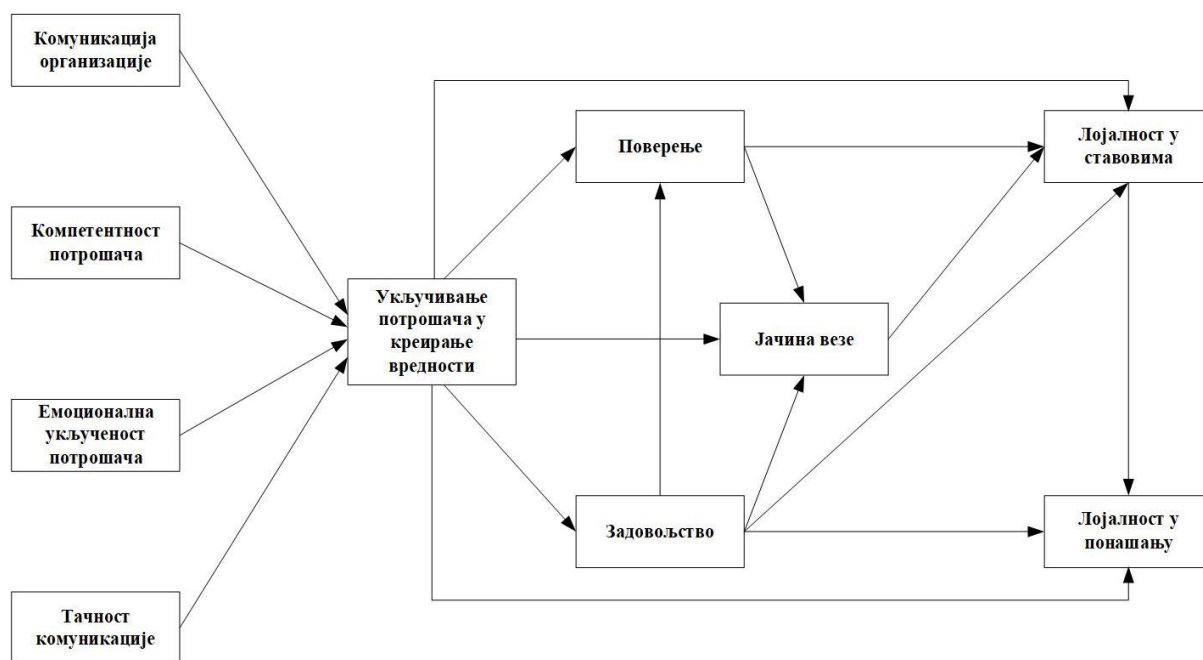 Комуникација
организације
Компетентност
потрошача
Емоционална
укљученост
потрошача
Тачност
комуникације
Укључивање
потрошача у
креирање
вредности
Поверење
Јачина везе
Задовољство
Лојалност у
ставовима
Лојалност у
понашању